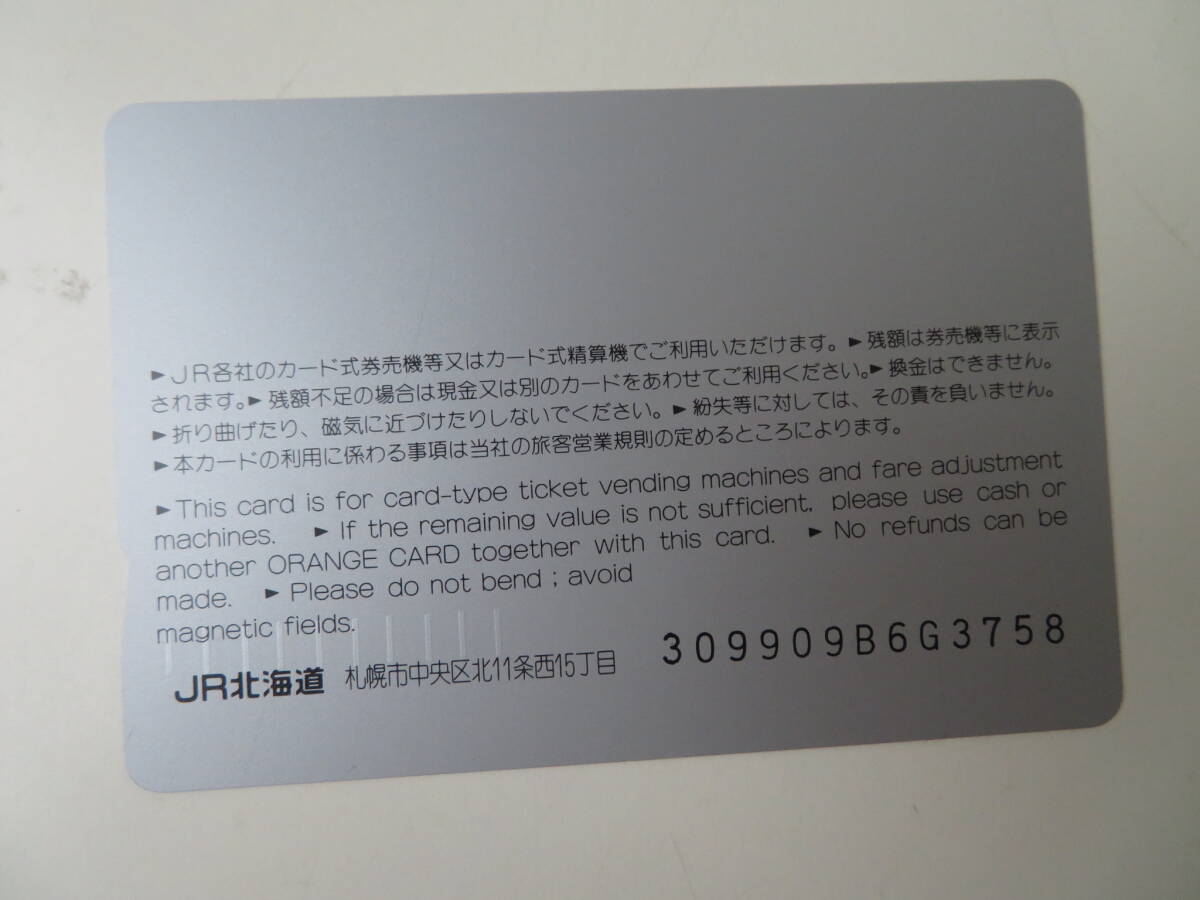 ►JR各社のカード式券売機等又はカード式精算機でご利用いただけます。►残額は券売機等に表示
されます。►残額不足の場合は現金又は別のカードをあわせてご利用ください。►換金はできません。
►折り曲げたり、磁気に近づけたりしないでください。►紛失等に対しては、その責を負いません。
►本カードの利用に係わる事項は当社の旅客営業規則の定めるところによります。
►This card is for card-type ticket vending machines and fare adjustment
machines. ►If the remaining value is not sufficient, please use cash or
another ORANGE CARD together with this card. ►No refunds can be
made. ►Please do not bend ; avoid
magnetic fields.
JR北海道 札幌市中央区北11条西15丁目 309909B6G3758